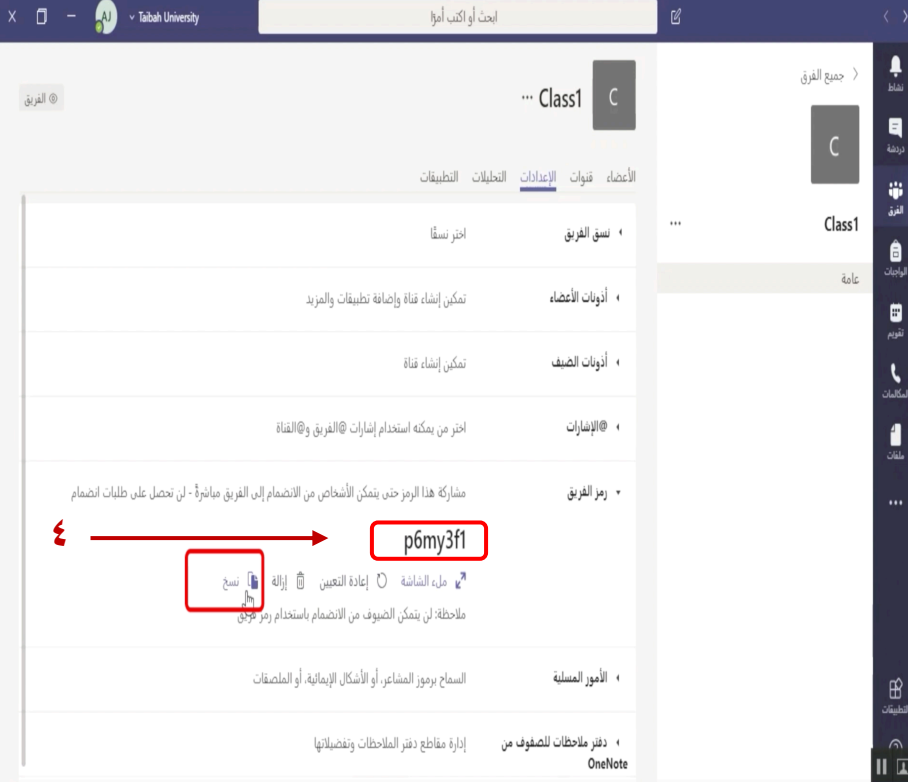 Taibah University
AJ
ابحث أو اكتب أمرًا
نشاط
دردشة
الفرق
الواجبات
تقويم
المكالمات
ملفات
التطبيقات
جميع الفرق
C
Class1
...
عامة
C
Class1 ...
الفريق
الأعضاء قنوات الإعدادات التحليلات التطبيقات
نسق الفريق اختر نسقًا
أذونات الأعضاء تمكين إنشاء قناة وإضافة تطبيقات والمزيد
أذونات الضيف تمكين إنشاء قناة
@الإشارات اختر من يمكنه استخدام إشارات @الفريق و@القناة
رمز الفريق مشاركة هذا الرمز حتى يتمكن الأشخاص من الانضمام إلى الفريق مباشرةً - لن تحصل على طلبات انضمام
p6my3f1
٤
ملء الشاشة إعادة التعيين إزالة نسخ
ملاحظة: لن يتمكن الضيوف من الانضمام باستخدام رمز فريق
الأمور المسلية السماح برموز المشاعر، أو الأشكال الإيمائية، أو الملصقات
دفتر ملاحظات للصفوف من إدارة مقاطع دفتر الملاحظات وتفضيلاتها
OneNote